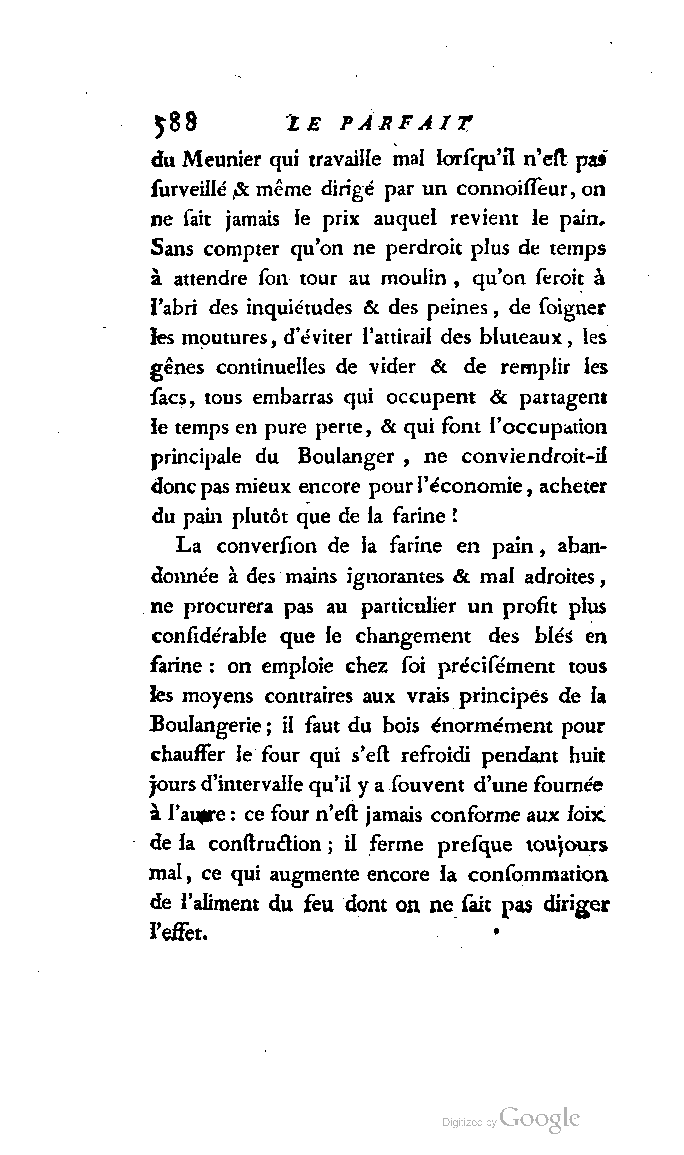 588 LE PARFAIT
du Meunier qui travaille mal lorſqu'il n'eſt pas
ſurveillé & même dirigé par un connoiſſeur, on
ne ſait jamais le prix auquel revient le pain.
Sans compter qu'on ne perdroit plus de temps
à attendre ſon tour au moulin, qu'on ſeroit à
l'abri des inquiétudes & des peines, de ſoigner
les moutures, d'éviter l'attirail des bluteaux, les
gênes continuelles de vider & de remplir les
ſacs, tous embarras qui occupent & partagent
le temps en pure perte, & qui ſont l'occupation
principale du Boulanger, ne conviendroit-il
donc pas mieux encore pour l'économie, acheter
du pain plutôt que de la farine !
La converſion de la farine en pain, aban-
donnée à des mains ignorantes & mal adroites,
ne procurera pas au particulier un profit plus
conſidérable que le changement des blés en
farine : on emploie chez ſoi préciſément tous
les moyens contraires aux vrais principes de la
Boulangerie ; il faut du bois énormément pour
chauffer le four qui s'eſt refroidi pendant huit
jours d'intervalle qu'il y a ſouvent d'une fournée
à l'autre : ce four n'eſt jamais conforme aux loix
de la conſtruction ; il ferme preſque toujours
mal, ce qui augmente encore la conſommation
de l'aliment du feu dont on ne ſait pas diriger
l'effet.
Digitized by Google